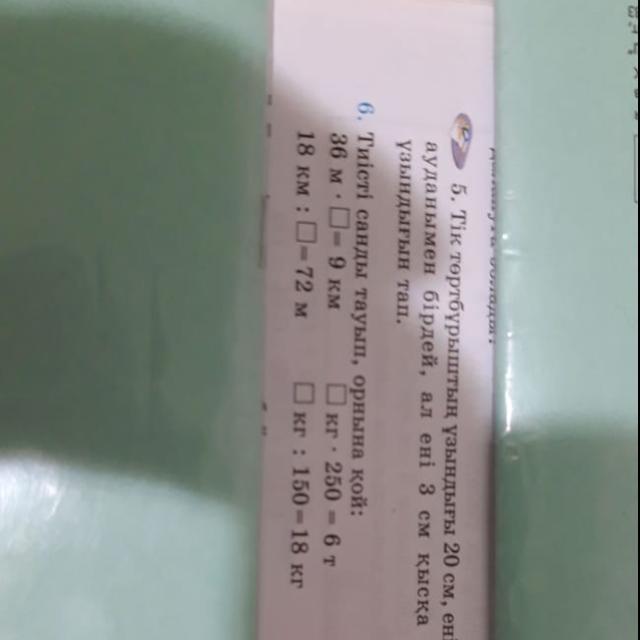 5. Тік төртбұрыштың ұзындығы 20 см, ені
ауданымен бірдей, ал ені 3 см қысқа
ұзындығын тап.
6. Тиісті санды тауып, орнына қой:
36 м · □ = 9 км □ кг · 250 = 6 т
18 км : □ = 72 м □ кг : 150 = 18 кг